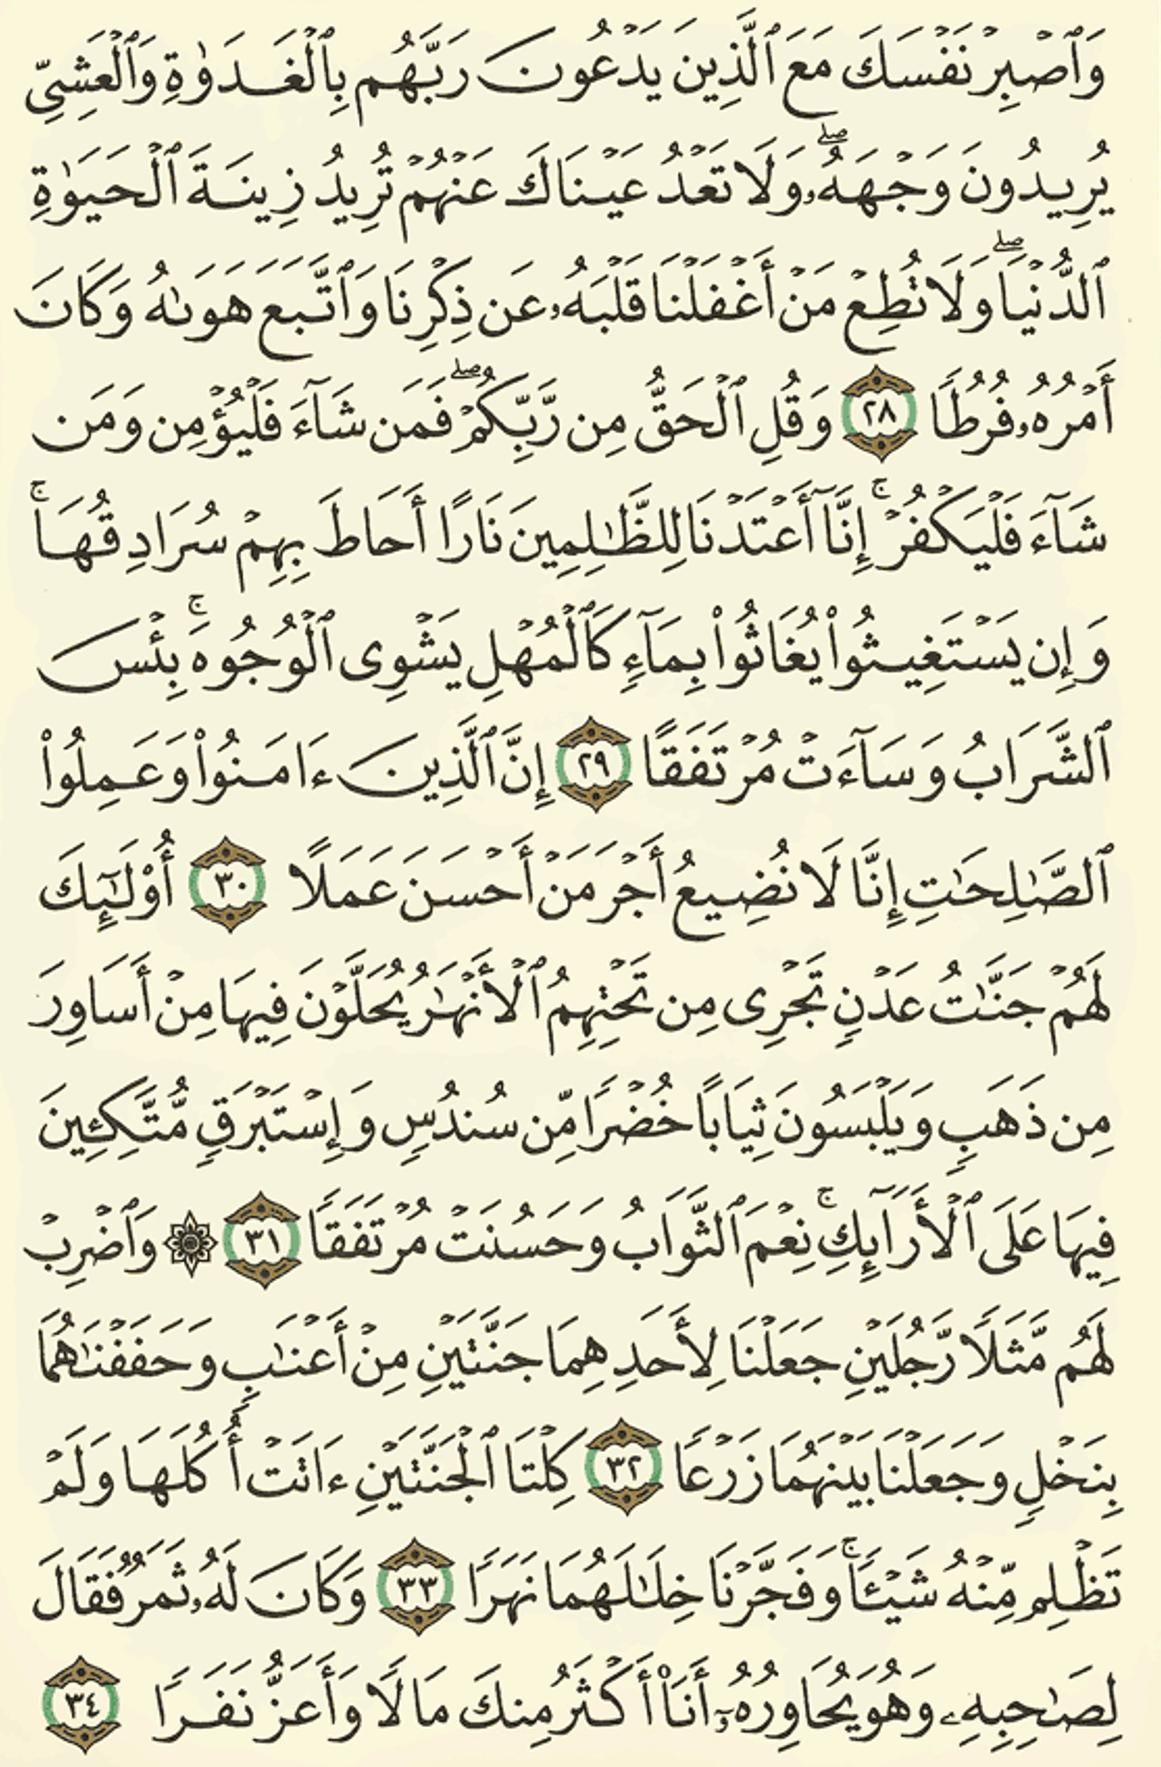 وَٱصۡبِرۡ نَفۡسَكَ مَعَ ٱلَّذِينَ يَدۡعُونَ رَبَّهُم بِٱلۡغَدَوٰةِ وَٱلۡعَشِيِّ
يُرِيدُونَ وَجۡهَهُۥۖ وَلَا تَعۡدُ عَيۡنَاكَ عَنۡهُمۡ تُرِيدُ زِينَةَ ٱلۡحَيَوٰةِ
ٱلدُّنۡيَاۖ وَلَا تُطِعۡ مَنۡ أَغۡفَلۡنَا قَلۡبَهُۥ عَن ذِكۡرِنَا وَٱتَّبَعَ هَوَىٰهُ وَكَانَ
أَمۡرُهُۥ فُرُطٗا ٢٨ وَقُلِ ٱلۡحَقُّ مِن رَّبِّكُمۡۖ فَمَن شَآءَ فَلۡيُؤۡمِن وَمَن
شَآءَ فَلۡيَكۡفُرۡۚ إِنَّآ أَعۡتَدۡنَا لِلظَّٰلِمِينَ نَارًا أَحَاطَ بِهِمۡ سُرَادِقُهَاۚ
وَإِن يَسۡتَغِيثُواْ يُغَاثُواْ بِمَآءٖ كَٱلۡمُهۡلِ يَشۡوِي ٱلۡوُجُوهَۚ بِئۡسَ
ٱلشَّرَابُ وَسَآءَتۡ مُرۡتَفَقًا ٢٩ إِنَّ ٱلَّذِينَ ءَامَنُواْ وَعَمِلُواْ
ٱلصَّٰلِحَٰتِ إِنَّا لَا نُضِيعُ أَجۡرَ مَنۡ أَحۡسَنَ عَمَلًا ٣٠ أُوْلَٰٓئِكَ
لَهُمۡ جَنَّٰتُ عَدۡنٖ تَجۡرِي مِن تَحۡتِهِمُ ٱلۡأَنۡهَٰرُ يُحَلَّوۡنَ فِيهَا مِنۡ أَسَاوِرَ
مِن ذَهَبٖ وَيَلۡبَسُونَ ثِيَابًا خُضۡرٗا مِّن سُندُسٖ وَإِسۡتَبۡرَقٖ مُّتَّكِـِٔينَ
فِيهَا عَلَى ٱلۡأَرَآئِكِۚ نِعۡمَ ٱلثَّوَابُ وَحَسُنَتۡ مُرۡتَفَقٗا ٣١ ۞ وَٱضۡرِبۡ
لَهُم مَّثَلٗا رَّجُلَيۡنِ جَعَلۡنَا لِأَحَدِهِمَا جَنَّتَيۡنِ مِنۡ أَعۡنَٰبٖ وَحَفَفۡنَٰهُمَا
بِنَخۡلٖ وَجَعَلۡنَا بَيۡنَهُمَا زَرۡعٗا ٣٢ كِلۡتَا ٱلۡجَنَّتَيۡنِ ءَاتَتۡ أُكُلَهَا وَلَمۡ
تَظۡلِم مِّنۡهُ شَيۡـٔٗاۚ وَفَجَّرۡنَا خِلَٰلَهُمَا نَهَرٗا ٣٣ وَكَانَ لَهُۥ ثَمَرٞ فَقَالَ
لِصَٰحِبِهِۦ وَهُوَ يُحَاوِرُهُۥٓ أَنَا۠ أَكۡثَرُ مِنكَ مَالٗا وَأَعَزُّ نَفَرٗا ٣٤